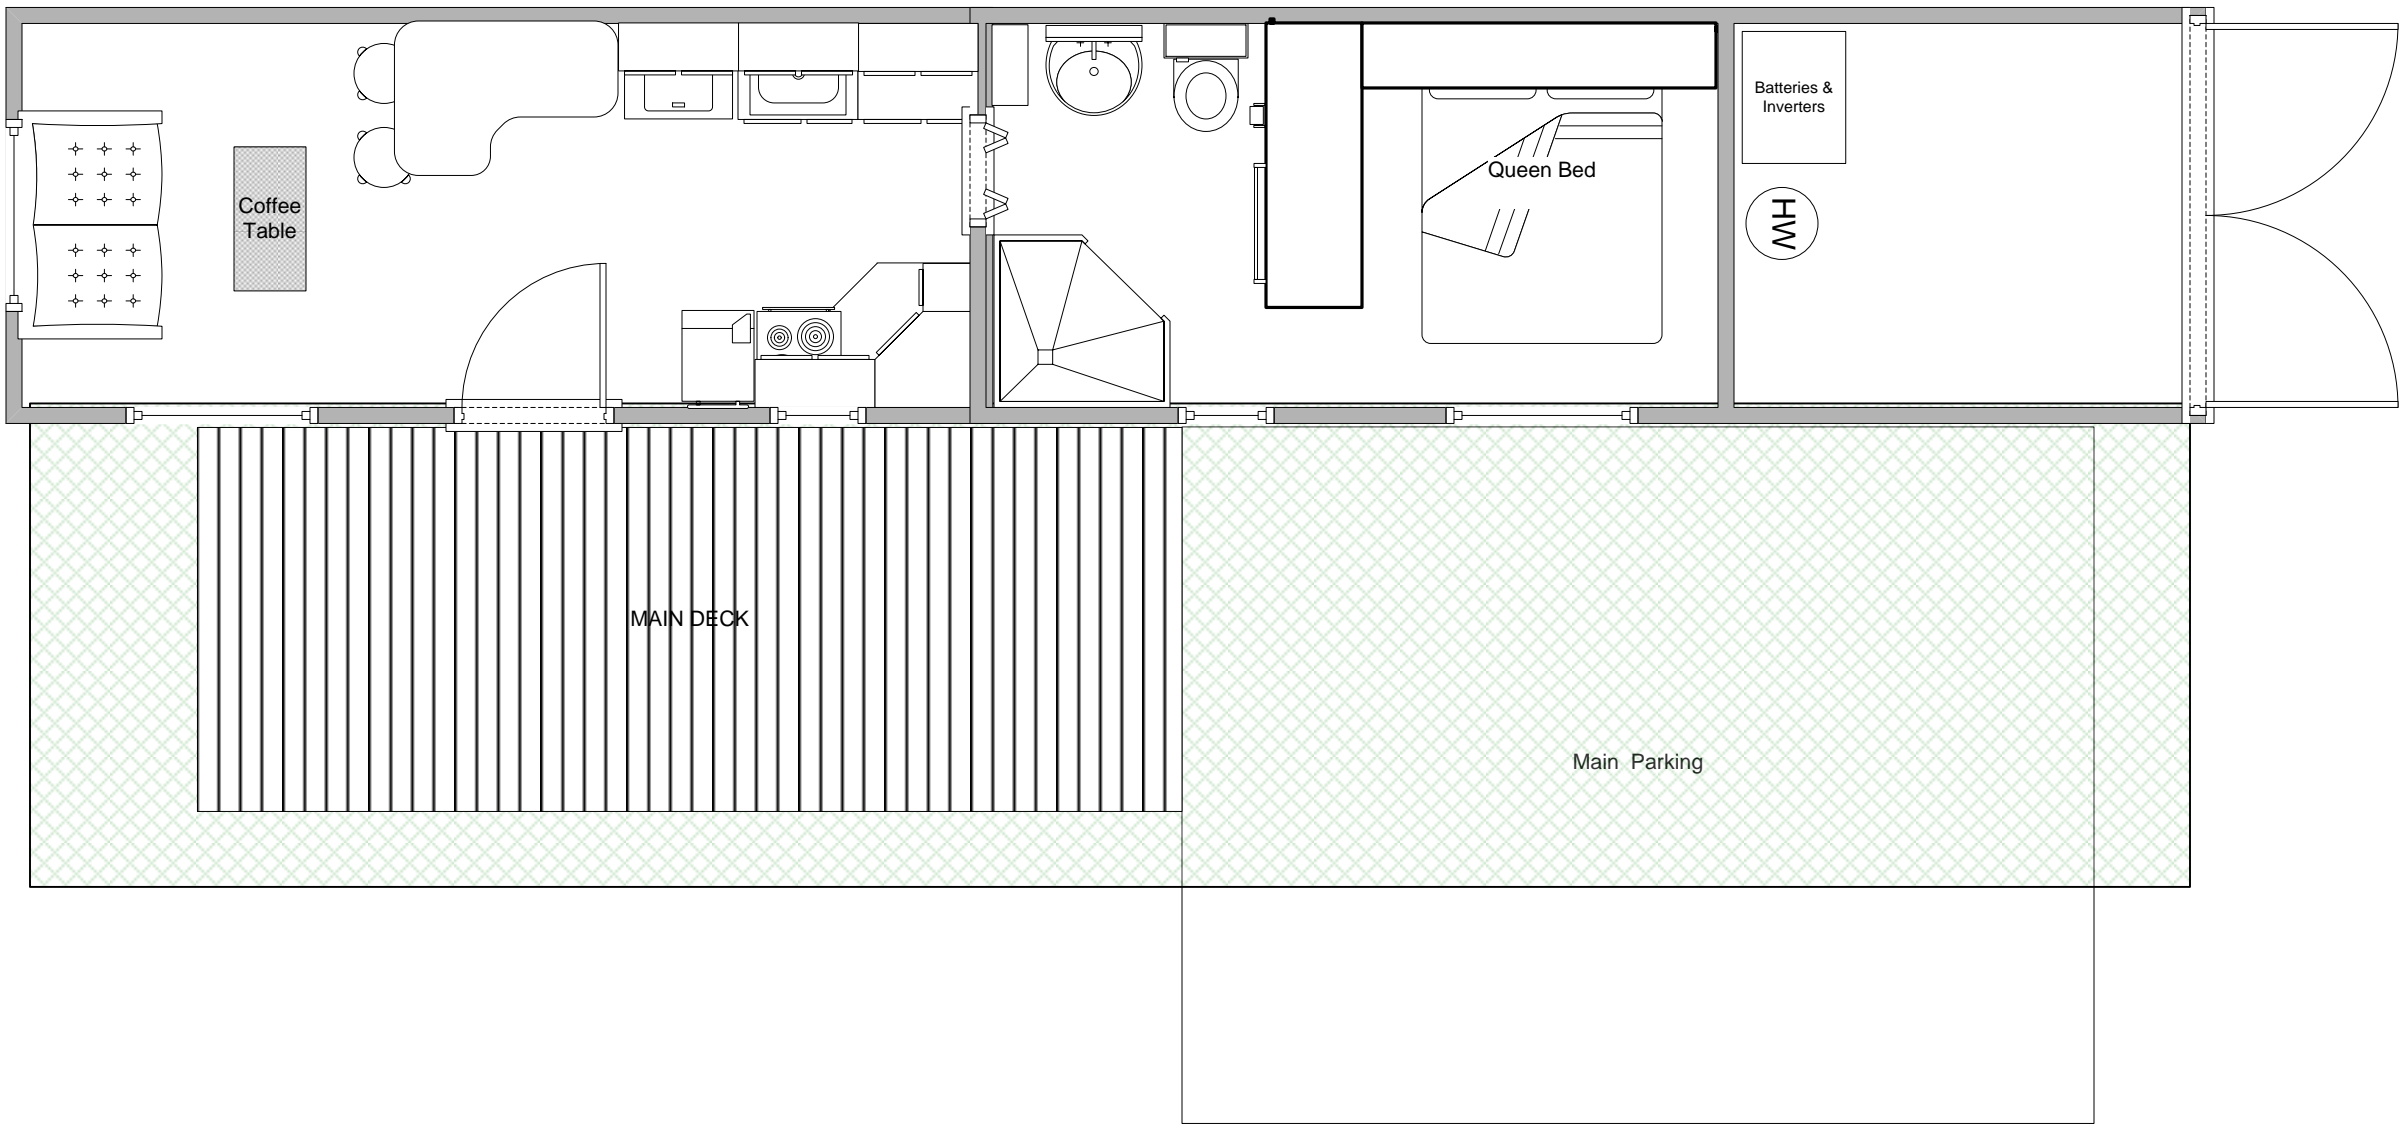 Batteries &
Inverters
Queen Bed
Coffee
Table
HW
MAIN DECK
Main Parking